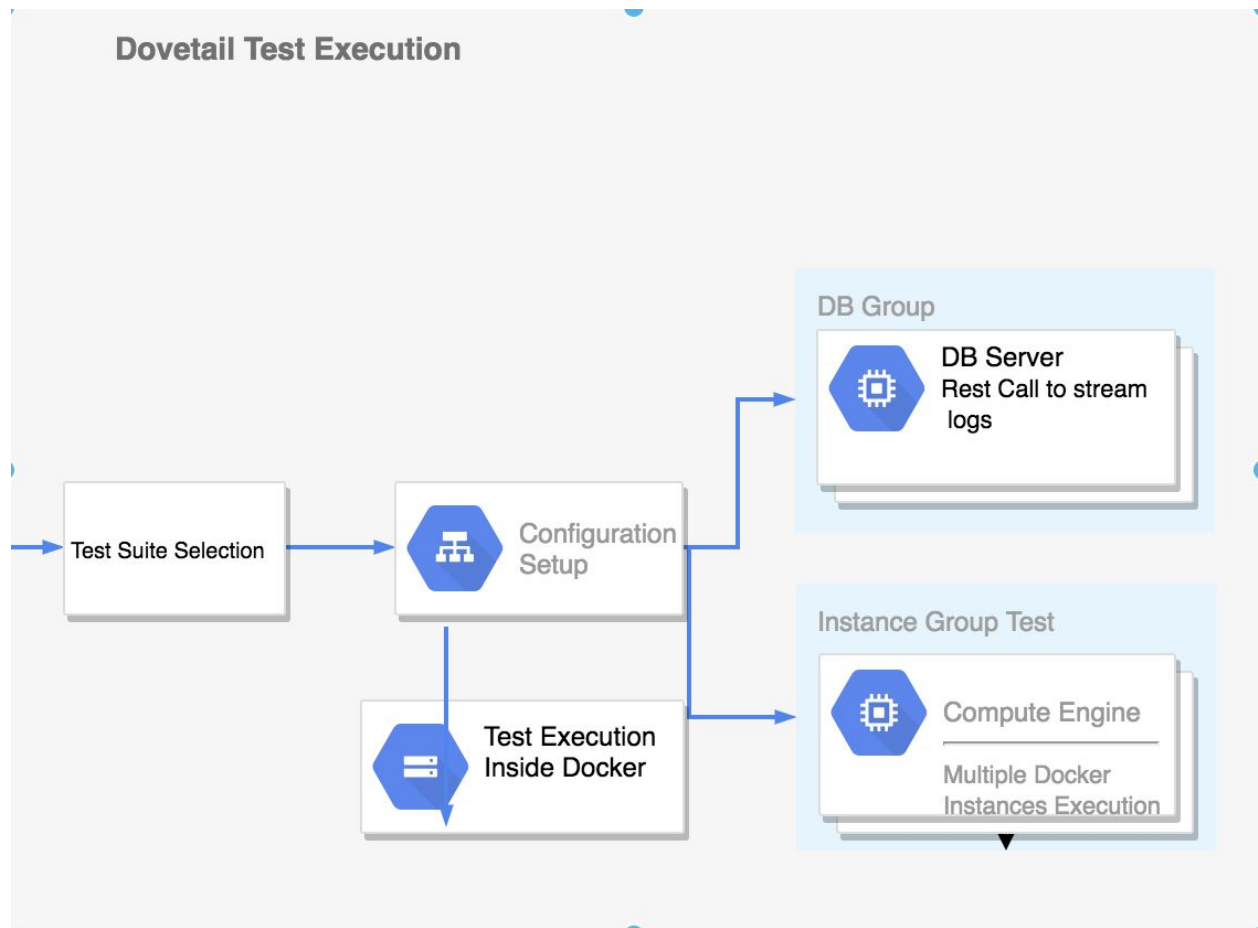 Dovetail Test Execution
DB Group
DB Server
Rest Call to stream
logs
Test Suite Selection
Configuration
Setup
Instance Group Test
Compute Engine
Multiple Docker
Instances Execution
Test Execution
Inside Docker